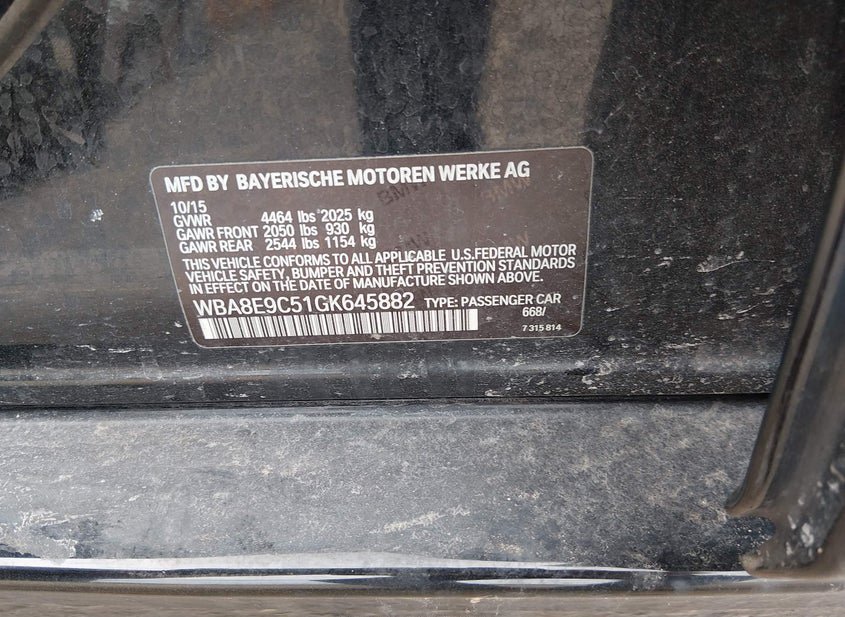 MFD BY BAYERISCHE MOTOREN WERKE AG
10/15
GVWR 4464 lbs 2025 kg
GAWR FRONT 2050 lbs 930 kg
GAWR REAR 2544 lbs 1154 kg
THIS VEHICLE CONFORMS TO ALL APPLICABLE U.S.FEDERAL MOTOR
VEHICLE SAFETY, BUMPER AND THEFT PREVENTION STANDARDS
IN EFFECT ON THE DATE OF MANUFACTURE SHOWN ABOVE.
WBA8E9C51GK645882 TYPE: PASSENGER CAR
668/
7 315 814